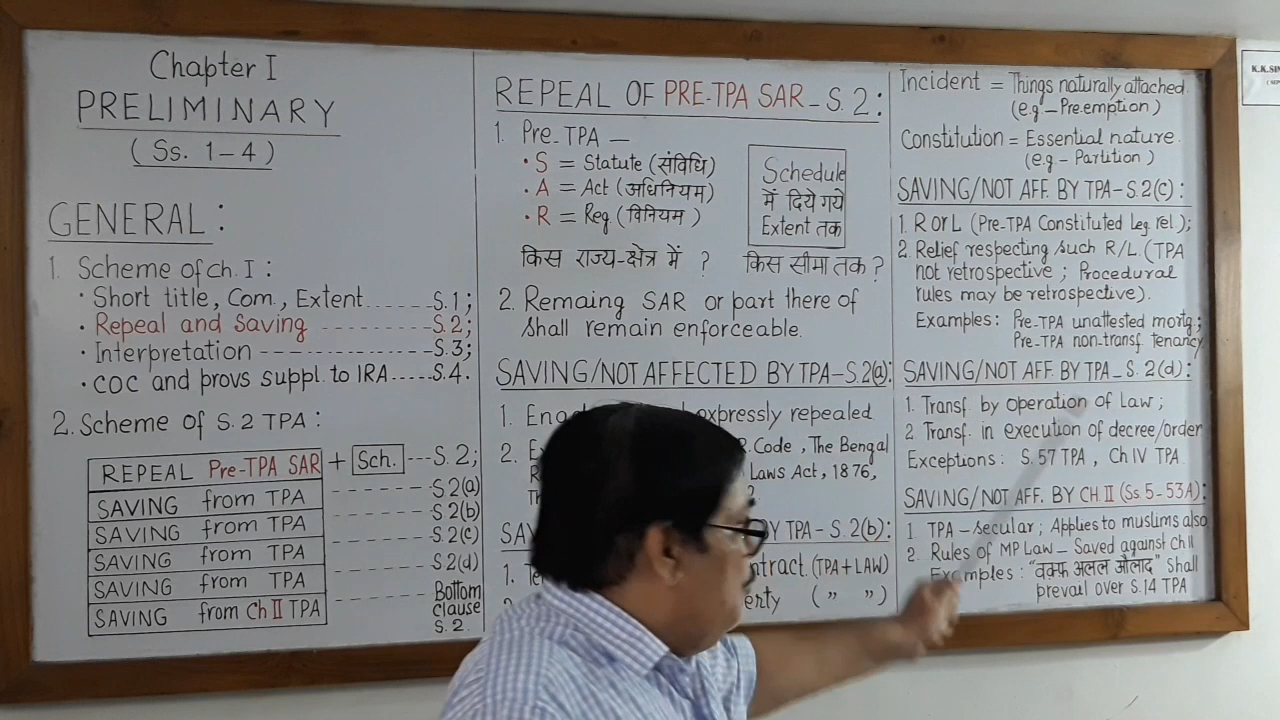 Chapter I
PRELIMINARY
(Ss. 1-4)
GENERAL:
1. Scheme of ch. I :
• Short title, Com., Extent......S.1;
• Repeal and Saving --------S.2;
• Interpretation --------------S.3;
• COC and provs suppl. to IRA.....S.4.
2. Scheme of S.2 TPA :
REPEAL Pre-TPA SAR + Sch. ---S.2;
SAVING from TPA ------S.2(a)
SAVING from TPA ------S.2(b)
SAVING from TPA ------S.2(c)
SAVING from TPA ------S.2(d)
SAVING from Ch II TPA ------Bottom
clause
S.2.
REPEAL OF PRE-TPA SAR-S.2:
1. Pre-TPA —
• S = Statute (संविधि)
• A = Act (अधिनियम)
• R = Reg. (विनियम)
Schedule
में दिये गये
Extent तक
किस राज्य-क्षेत्र में ? किस सीमा तक ?
2. Remaing SAR or part there of
shall remain enforceable.
SAVING/NOT AFFECTED BY TPA-S.2(a):
1. expressly repealed
2. Code, The Bengal
Laws Act, 1876,
BY TPA-S.2(b):
1. (TPA+LAW)
( " " )
Incident = Things naturally attached.
(e.g-Pre.emption)
Constitution = Essential nature.
(e.g-Partition)
SAVING/NOT AFF. BY TPA-S.2(c):
1. R or L (Pre-TPA Constituted Leg. rel.);
2. Relief respecting such R/L. (TPA
not retrospective ; Procedural
rules may be retrospective).
Examples: Pre-TPA unattested mortg;
Pre-TPA non-transf. tenancy
SAVING/NOT AFF. BY TPA-S.2(d):
1. Transf. by operation of Law;
2 Transf. in execution of decree/order
Exceptions: S.57 TPA, Ch IV TPA.
SAVING/NOT AFF. BY CH II (Ss.5-53A):
1. TPA-secular; Applies to muslims also
2. Rules of MP Law-Saved against Ch II
Examples: "वक्फ अलल औलाद" Shall
prevail over S.14 TPA